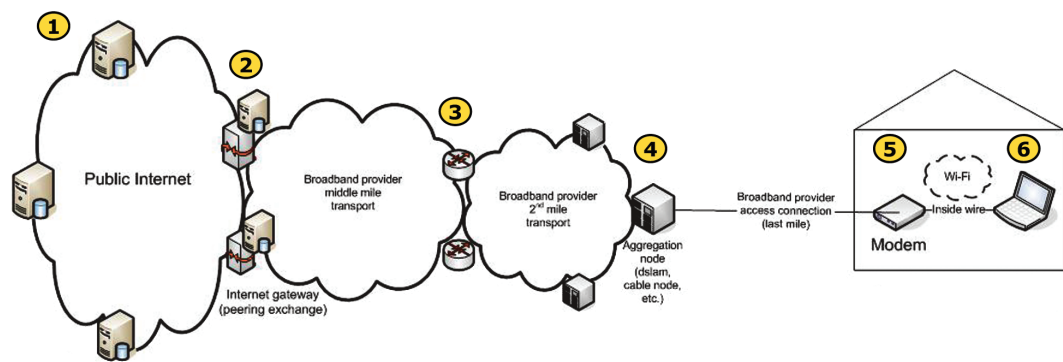 1
2
3
4
5
6
Public Internet
Broadband provider
middle mile
transport
Broadband provider
2nd mile
transport
Internet gateway
(peering exchange)
Aggregation
node
(dslam,
cable node,
etc.)
Broadband provider
access connection
(last mile)
Wi-Fi
Inside wire
Modem